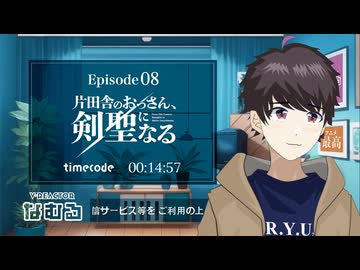 Episode 08
片田舎のおっさん、
剣聖になる
timecode 00:14:57
アニメ
最高
V-REACTOR
なむる
信サービス等を ご利用の上
R.Y.U.